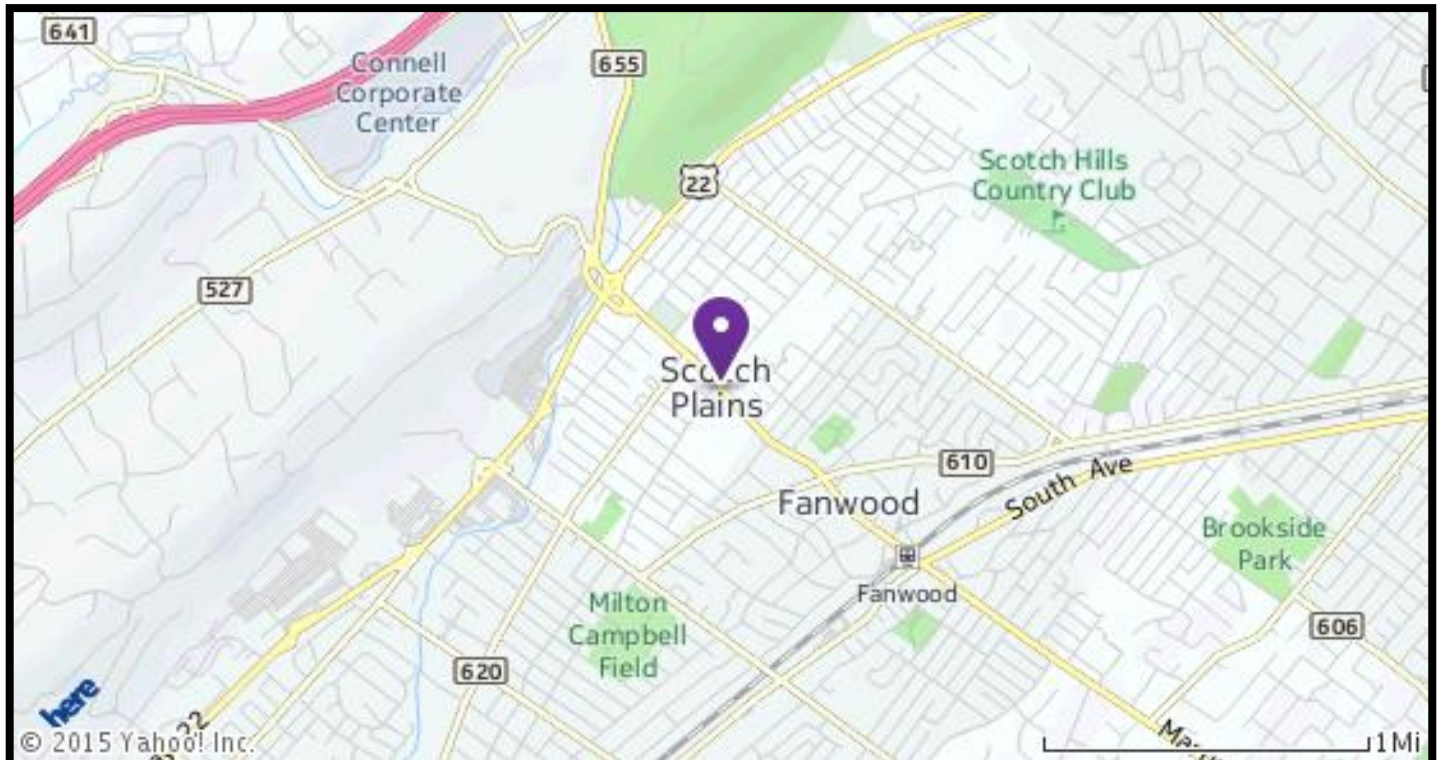 641
Connell
Corporate
Center
655
22
Scotch Hills
Country Club
527
Scotch
Plains
610
South Ave
Fanwood
Brookside
Park
Fanwood
Milton
Campbell
Field
606
620
here
22
© 2015 Yahoo! Inc.
1Mi